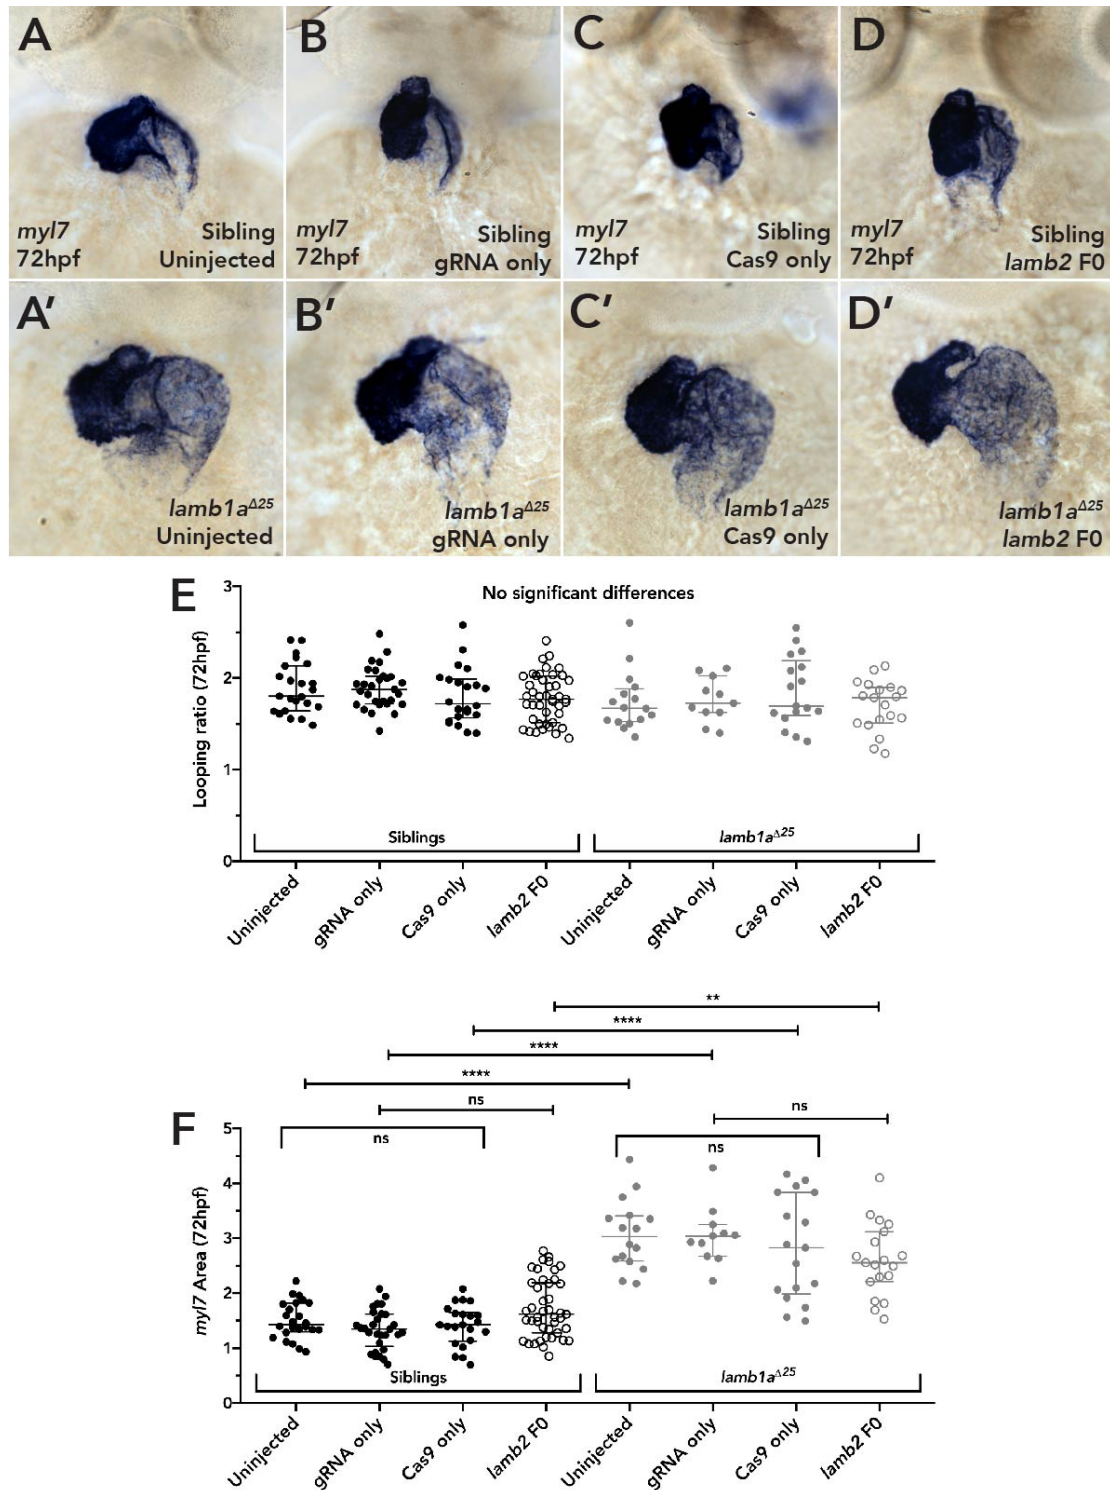 A
myl7
72hpf
Sibling
Uninjected
B
myl7
72hpf
Sibling
gRNA only
C
myl7
72hpf
Sibling
Cas9 only
D
myl7
72hpf
Sibling
lamb2 F0
A′
lamb1aΔ25
Uninjected
B′
lamb1aΔ25
gRNA only
C′
lamb1aΔ25
Cas9 only
D′
lamb1aΔ25
lamb2 F0
E
No significant differences
Looping ratio (72hpf)
3
2
1
0
Siblings
lamb1aΔ25
Uninjected
gRNA only
Cas9 only
lamb2 F0
Uninjected
gRNA only
Cas9 only
lamb2 F0
**
****
****
****
ns
ns
F
ns
ns
myl7 Area (72hpf)
5
4
3
2
1
0
Siblings
lamb1aΔ25
Uninjected
gRNA only
Cas9 only
lamb2 F0
Uninjected
gRNA only
Cas9 only
lamb2 F0